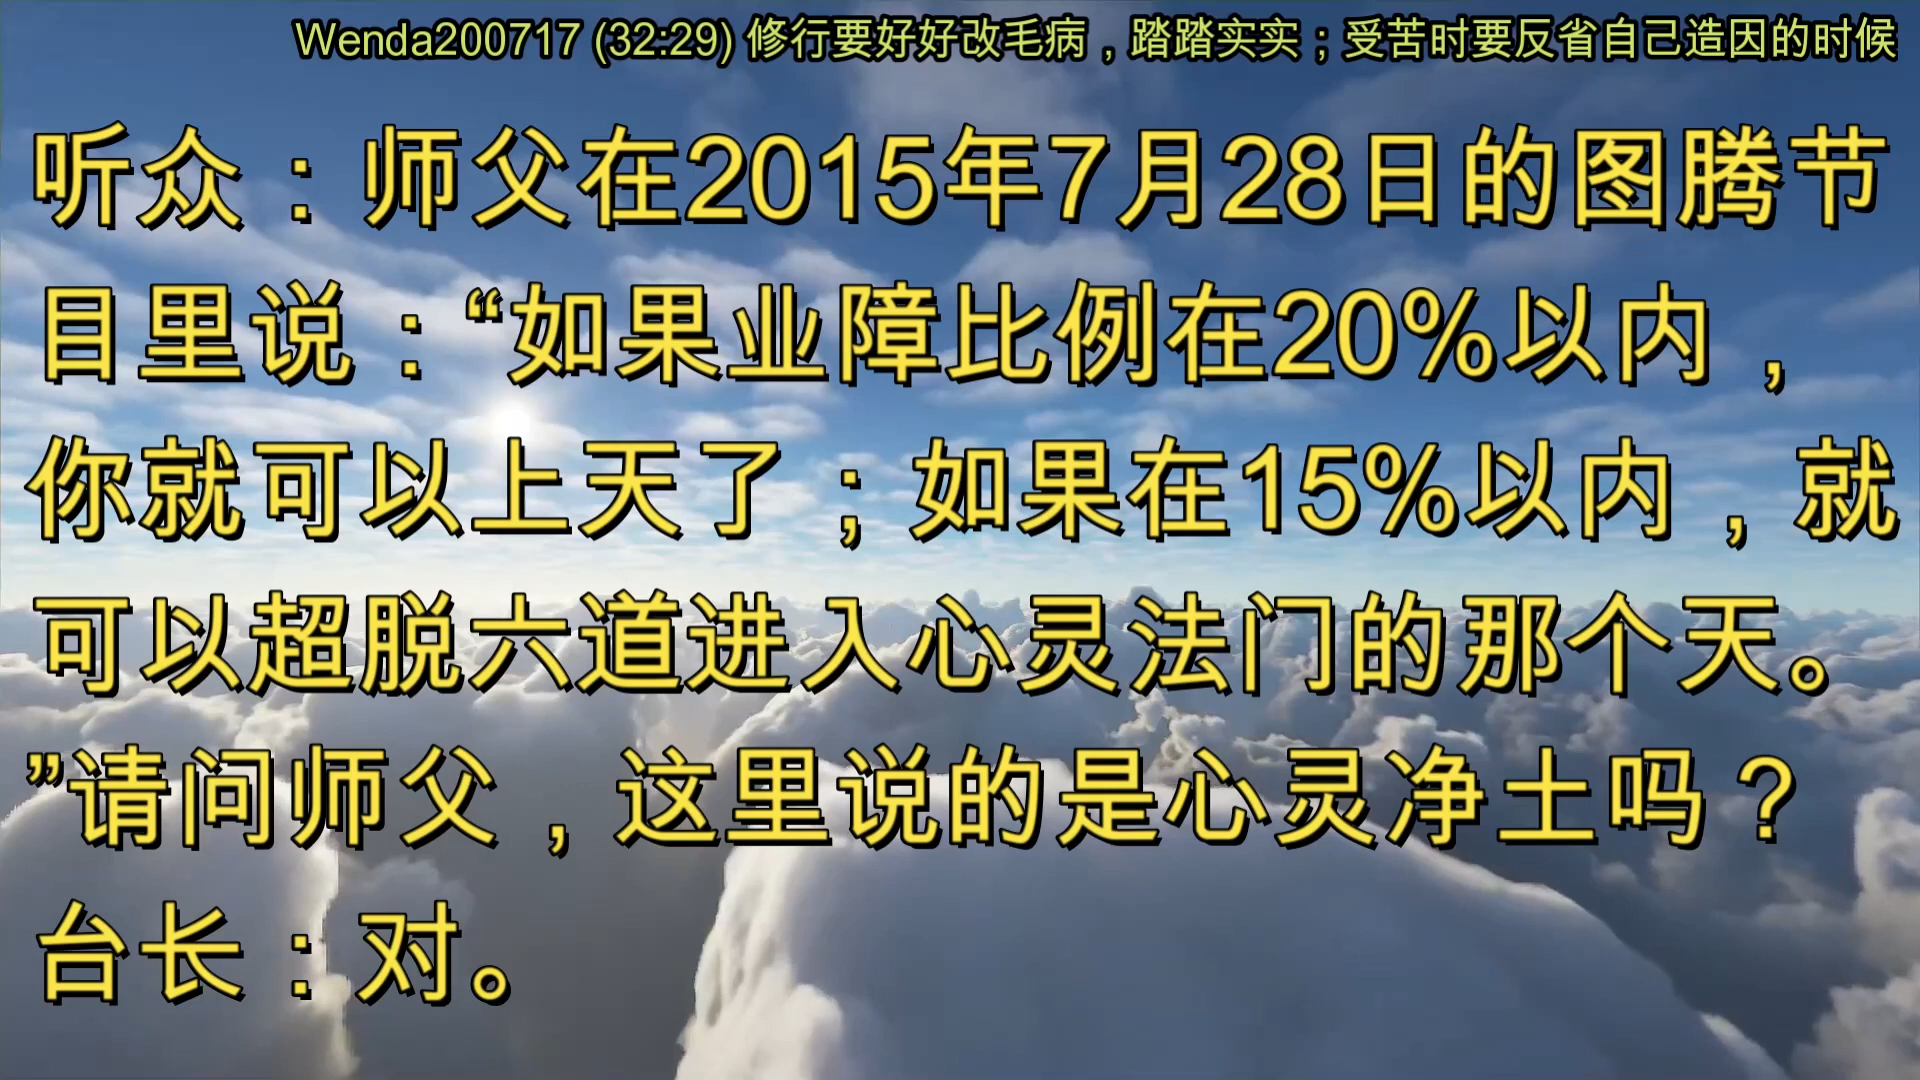 Wenda200717 (32:29) 修行要好好改毛病，踏踏实实；受苦时要反省自己造因的时候
听众：师父在2015年7月28日的图腾节
目里说：“如果业障比例在20%以内，
你就可以上天了；如果在15%以内，就
可以超脱六道进入心灵法门的那个天。
”请问师父，这里说的是心灵净土吗？
台长：对。